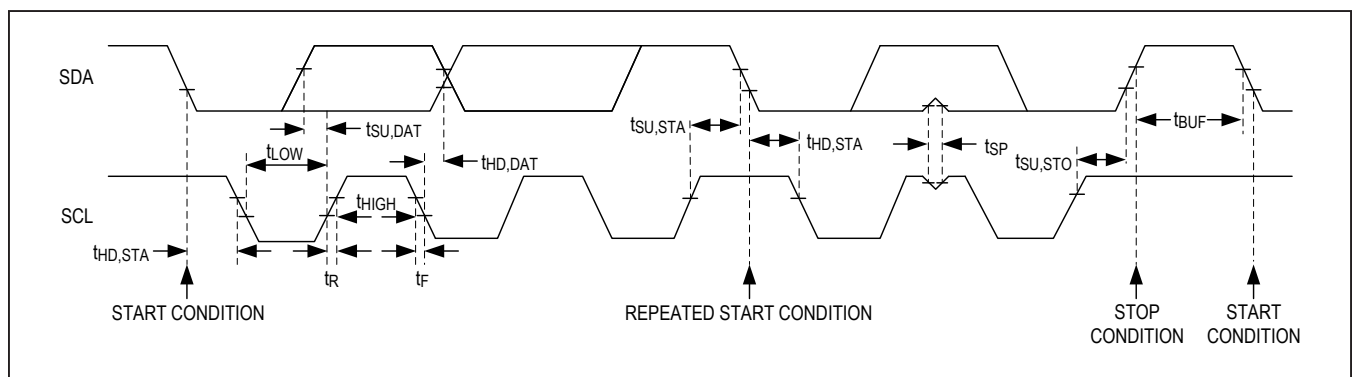 SDA
tSU,DAT
tLOW
tHD,DAT
tSU,STA
tHD,STA
tSP
tBUF
tSU,STO
SCL
tHIGH
tHD,STA
tR
tF
START CONDITION
REPEATED START CONDITION
STOP
CONDITION
START
CONDITION